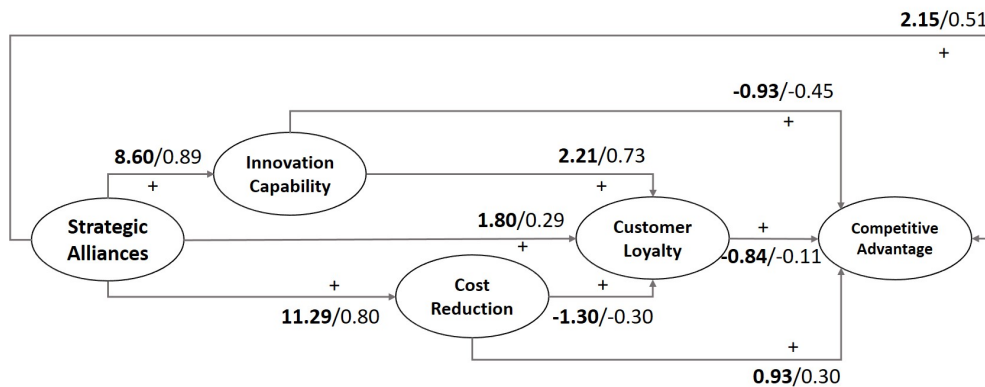 2.15/0.51
+
-0.93/-0.45
+
8.60/0.89
+
Innovation
Capability
2.21/0.73
+
Strategic
Alliances
1.80/0.29
+
Customer
Loyalty
+
-0.84/-0.11
Competitive
Advantage
+
11.29/0.80
Cost
Reduction
+
-1.30/-0.30
+
0.93/0.30